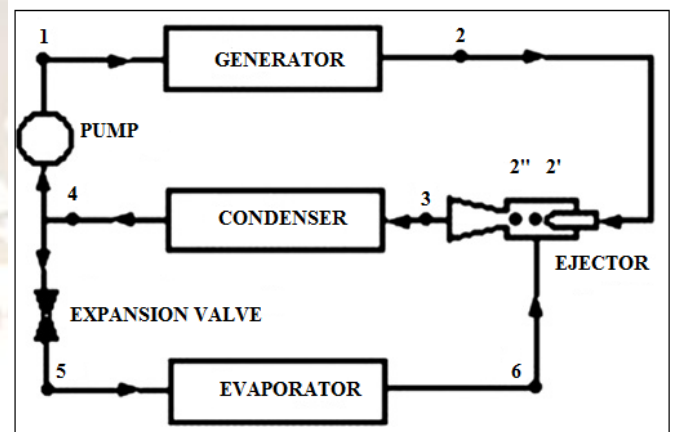 1
2
GENERATOR
PUMP
2" 2'
4
3
CONDENSER
EJECTOR
EXPANSION VALVE
5
6
EVAPORATOR